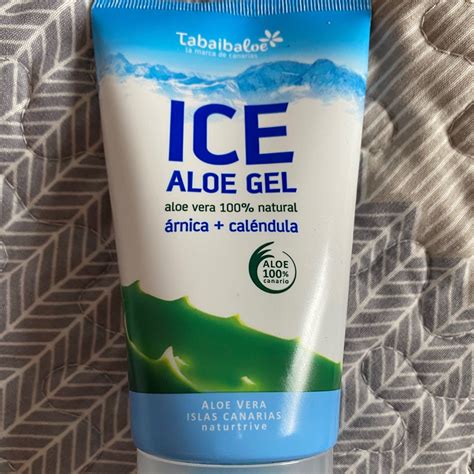 Tabaibaloe
la marca de canarias
ICE
ALOE GEL
aloe vera 100% natural
árnica + caléndula
ALOE
100%
canario
ALOE VERA
ISLAS CANARIAS
naturtrive